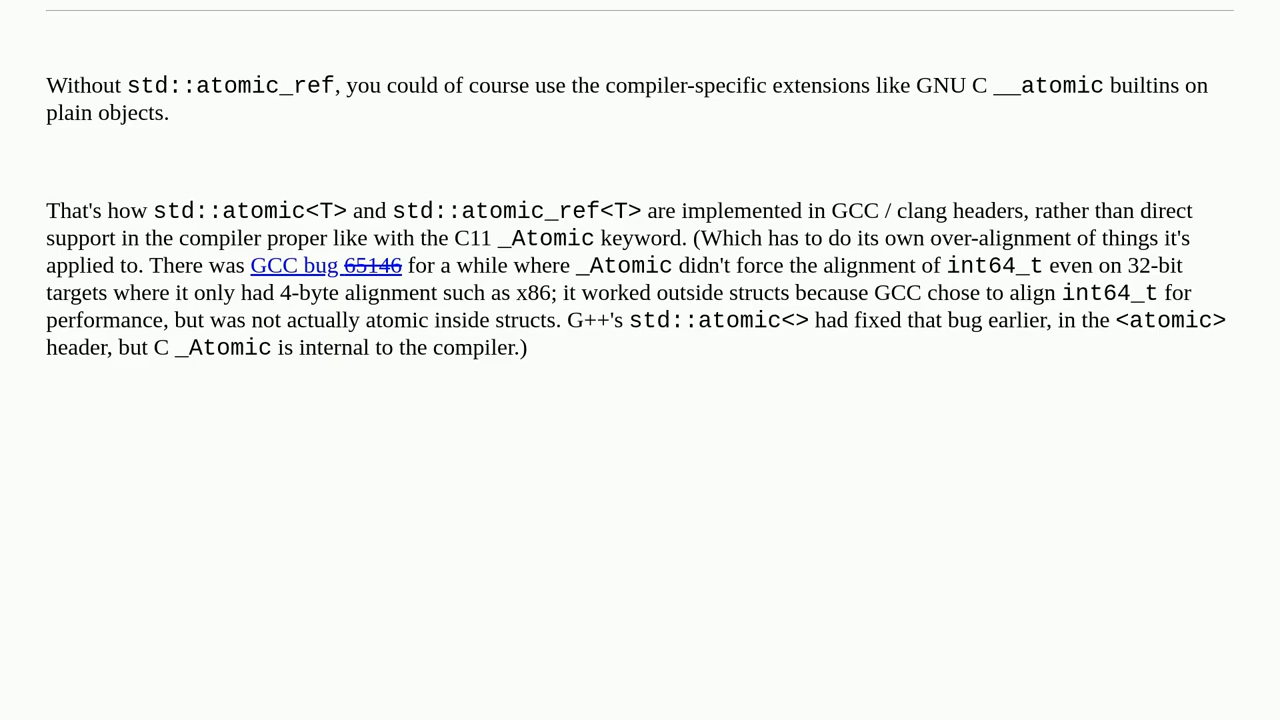 Without std::atomic_ref, you could of course use the compiler-specific extensions like GNU C __atomic builtins on
plain objects.
That's how std::atomic<T> and std::atomic_ref<T> are implemented in GCC / clang headers, rather than direct
support in the compiler proper like with the C11 _Atomic keyword. (Which has to do its own over-alignment of things it's
applied to. There was GCC bug 65146 for a while where _Atomic didn't force the alignment of int64_t even on 32-bit
targets where it only had 4-byte alignment such as x86; it worked outside structs because GCC chose to align int64_t for
performance, but was not actually atomic inside structs. G++'s std::atomic<> had fixed that bug earlier, in the <atomic>
header, but C _Atomic is internal to the compiler.)